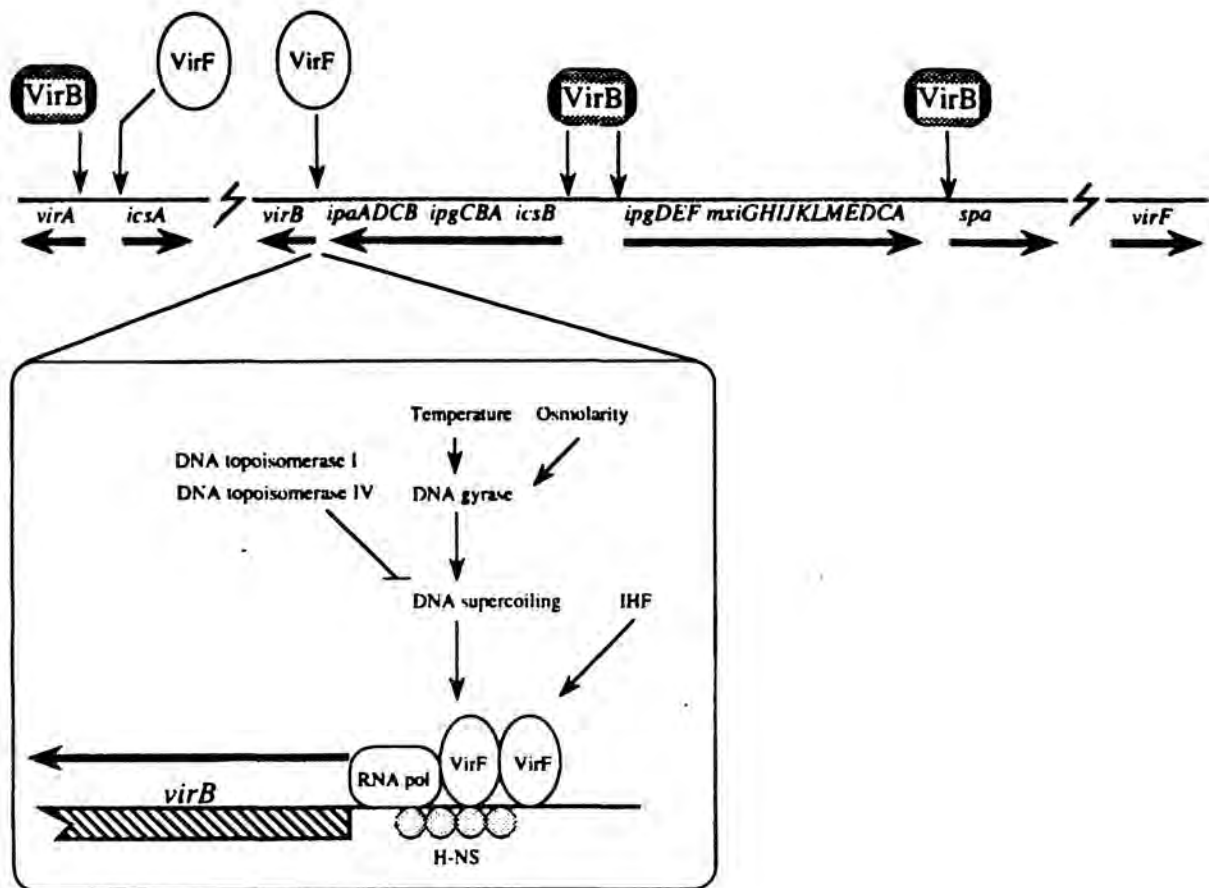 VirF VirF
VirB VirB VirB
virA icsA virB ipaADCB ipgCBA icsB ipgDEF mxiGHIJKLMEDCA spa virF
Temperature Osmolarity
DNA topoisomerase I
DNA topoisomerase IV DNA gyrase
DNA supercoiling IHF
RNA pol VirF VirF
virB
H-NS